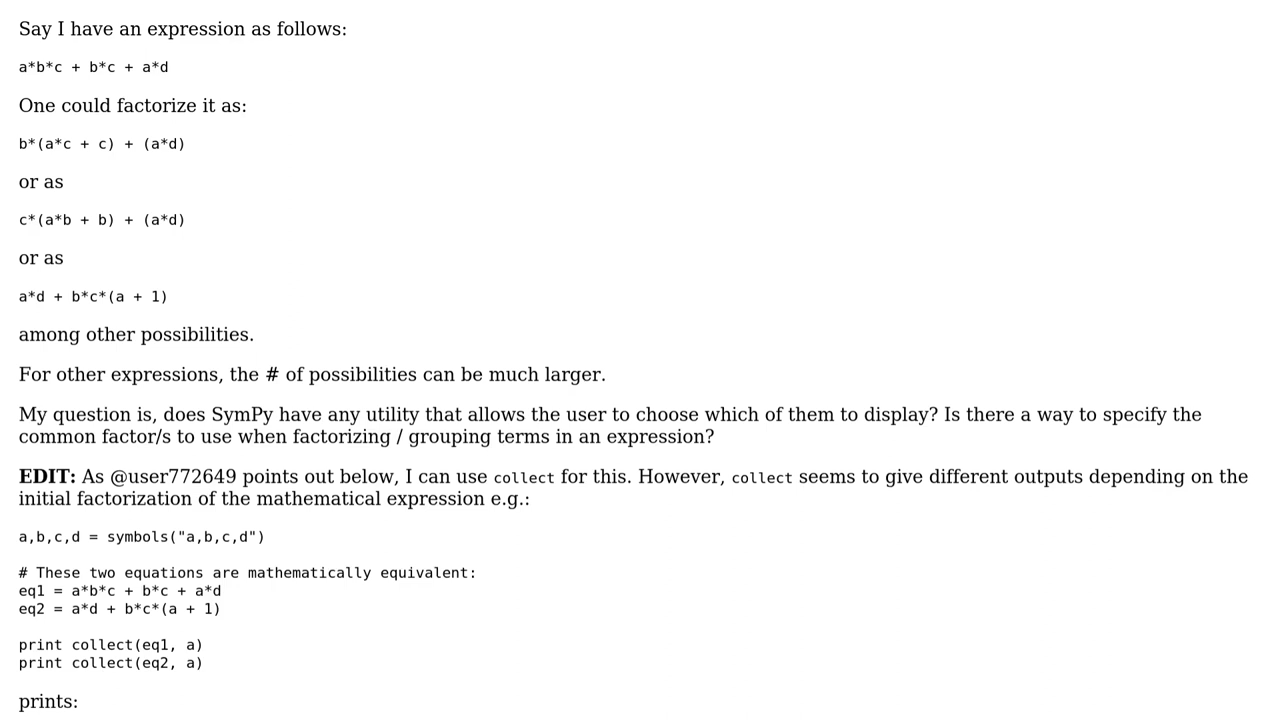 Say I have an expression as follows:
a*b*c + b*c + a*d
One could factorize it as:
b*(a*c + c) + (a*d)
or as
c*(a*b + b) + (a*d)
or as
a*d + b*c*(a + 1)
among other possibilities.
For other expressions, the # of possibilities can be much larger.
My question is, does SymPy have any utility that allows the user to choose which of them to display? Is there a way to specify the
common factor/s to use when factorizing / grouping terms in an expression?
EDIT: As @user772649 points out below, I can use collect for this. However, collect seems to give different outputs depending on the
initial factorization of the mathematical expression e.g.:
a,b,c,d = symbols("a,b,c,d")
# These two equations are mathematically equivalent:
eq1 = a*b*c + b*c + a*d
eq2 = a*d + b*c*(a + 1)
print collect(eq1, a)
print collect(eq2, a)
prints: